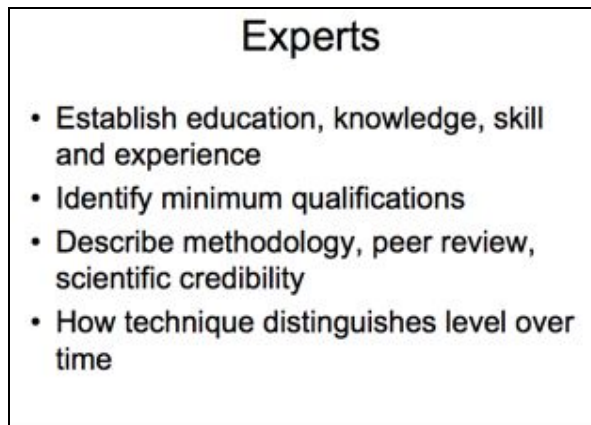 Experts
• Establish education, knowledge, skill
and experience
• Identify minimum qualifications
• Describe methodology, peer review,
scientific credibility
• How technique distinguishes level over
time